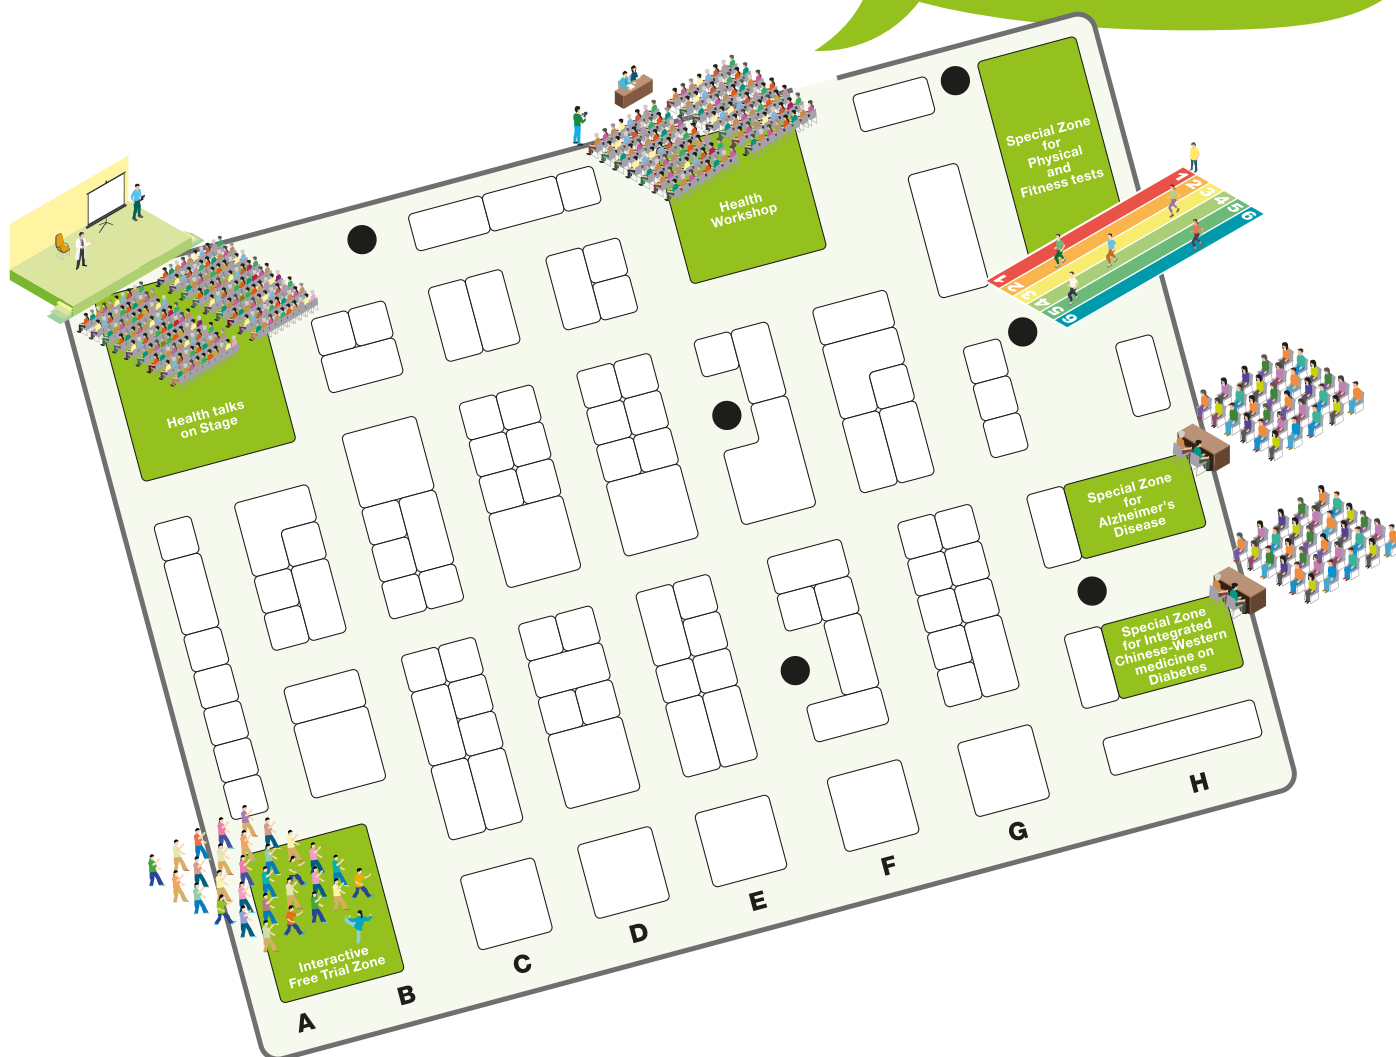 Special Zone
for
Physical
and
Fitness tests
Health
Workshop
1
2
3
4
5
6
1
2
3
4
5
6
Health talks
on Stage
Special Zone
for
Alzheimer's
Disease
Special Zone
for Integrated
Chinese-Western
medicine on
Diabetes
Interactive
Free Trial Zone
A
B
C
D
E
F
G
H